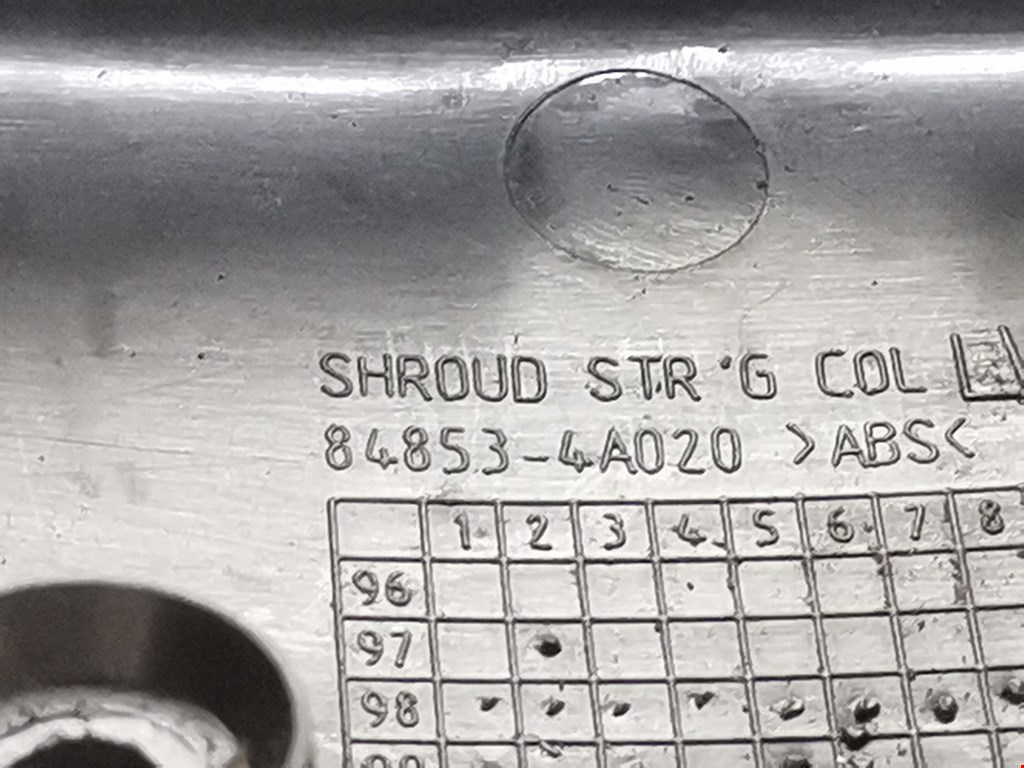 SHROUD STR'G COL
84853-4A020 >ABS<
1 2 3 4 5 6 7 8
96
97
98